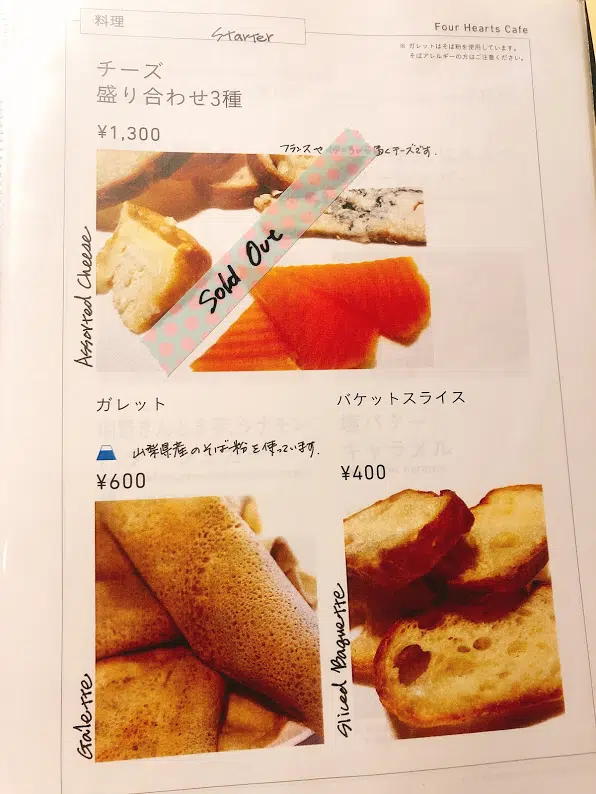 料理
Starter
Four Hearts Cafe
※ ガレットはそば粉を使用しています。
そばアレルギーの方はご注意ください。
チーズ
盛り合わせ3種
¥1,300
フランスや
チーズです.
Sold Out
Assorted Cheese
ガレット
山梨県産のそば粉を使っています.
¥600
Galette
バケットスライス
¥400
Sliced Baguette